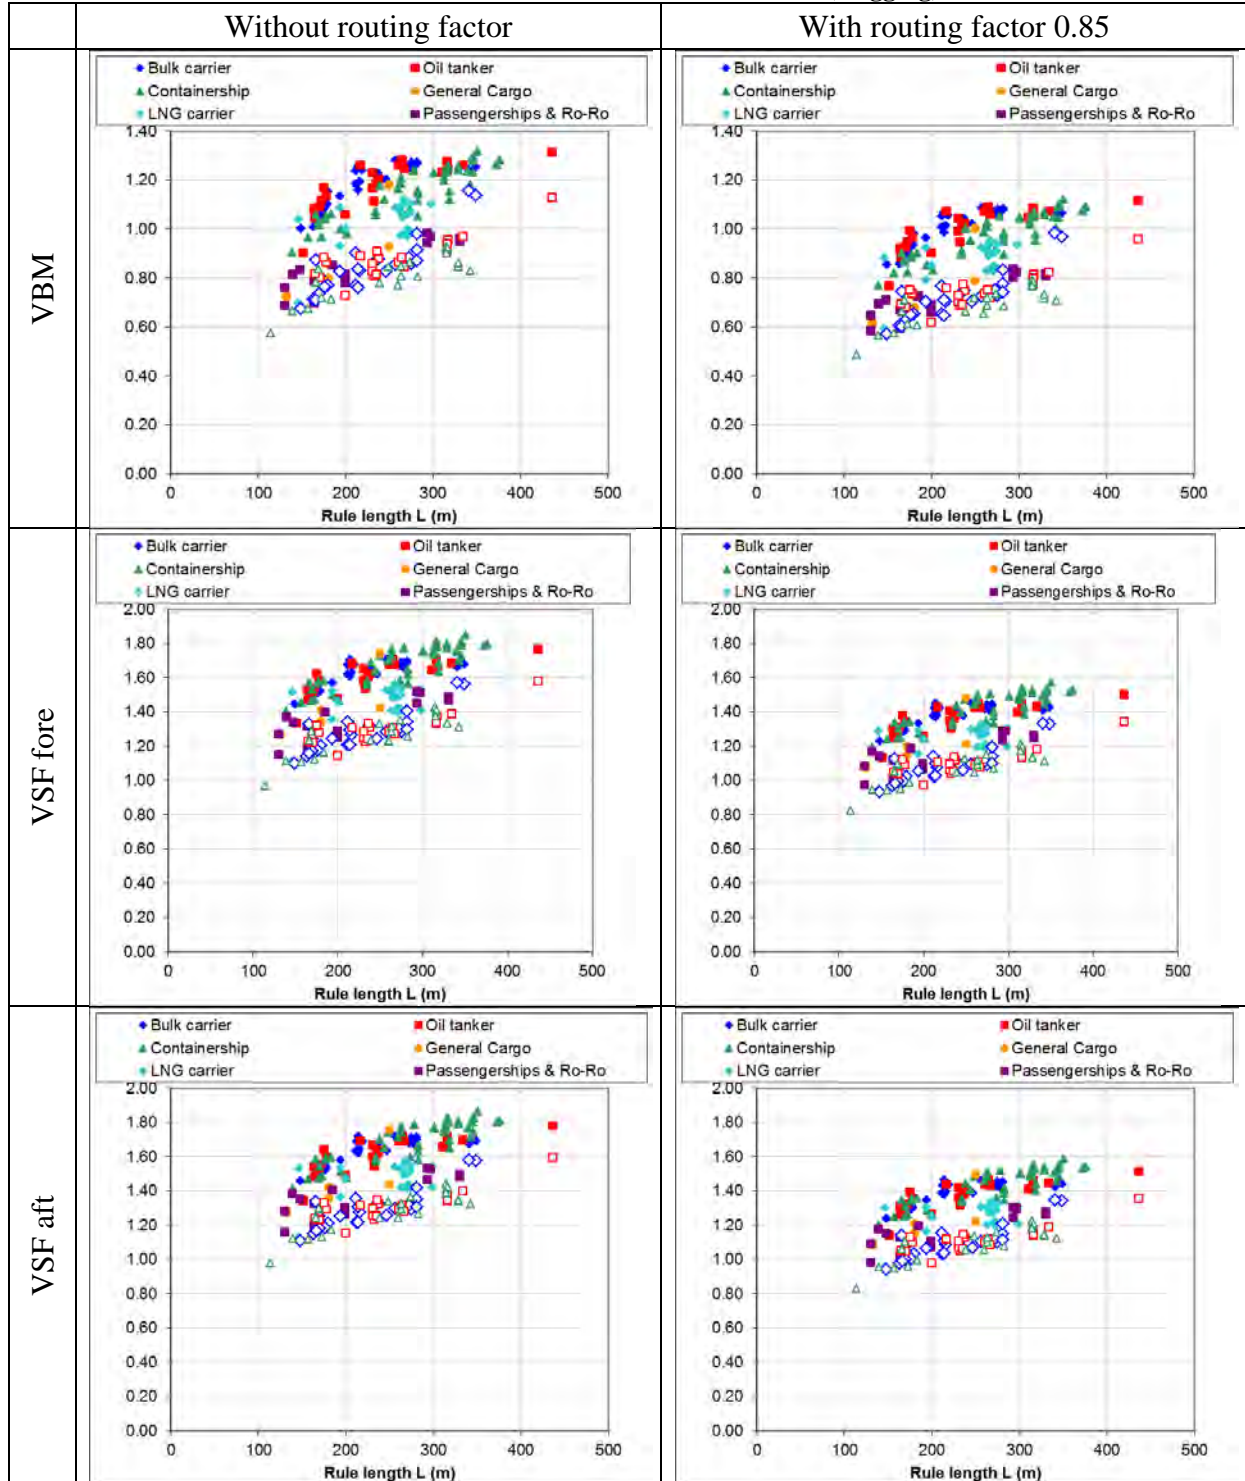 Without routing factor
With routing factor 0.85
VBM
Bulk carrier
Oil tanker
Containership
General Cargo
LNG carrier
Passengerships & Ro-Ro
1.40
1.20
1.00
0.80
0.60
0.40
0.20
0.00
0 100 200 300 400 500
Rule length L (m)
Bulk carrier
Oil tanker
Containership
General Cargo
LNG carrier
Passengerships & Ro-Ro
1.40
1.20
1.00
0.80
0.60
0.40
0.20
0.00
0 100 200 300 400 500
Rule length L (m)
VSF fore
Bulk carrier
Oil tanker
Containership
General Cargo
LNG carrier
Passengerships & Ro-Ro
2.00
1.80
1.60
1.40
1.20
1.00
0.80
0.60
0.40
0.20
0.00
0 100 200 300 400 500
Rule length L (m)
Bulk carrier
Oil tanker
Containership
General Cargo
LNG carrier
Passengerships & Ro-Ro
2.00
1.80
1.60
1.40
1.20
1.00
0.80
0.60
0.40
0.20
0.00
0 100 200 300 400 500
Rule length L (m)
VSF aft
Bulk carrier
Oil tanker
Containership
General Cargo
LNG carrier
Passengerships & Ro-Ro
2.00
1.80
1.60
1.40
1.20
1.00
0.80
0.60
0.40
0.20
0.00
0 100 200 300 400 500
Rule length L (m)
Bulk carrier
Oil tanker
Containership
General Cargo
LNG carrier
Passengerships & Ro-Ro
2.00
1.80
1.60
1.40
1.20
1.00
0.80
0.60
0.40
0.20
0.00
0 100 200 300 400 500
Rule length L (m)